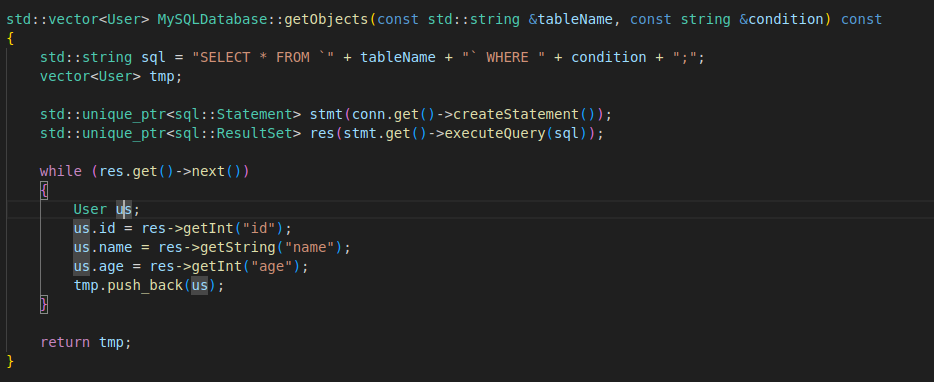 std::vector<User> MySQLDatabase::getObjects(const std::string &tableName, const string &condition) const
{
    std::string sql = "SELECT * FROM `" + tableName + "` WHERE " + condition + ";";
    vector<User> tmp;

    std::unique_ptr<sql::Statement> stmt(conn.get()->createStatement());
    std::unique_ptr<sql::ResultSet> res(stmt.get()->executeQuery(sql));

    while (res.get()->next())
    {
        User us;
        us.id = res->getInt("id");
        us.name = res->getString("name");
        us.age = res->getInt("age");
        tmp.push_back(us);
    }

    return tmp;
}